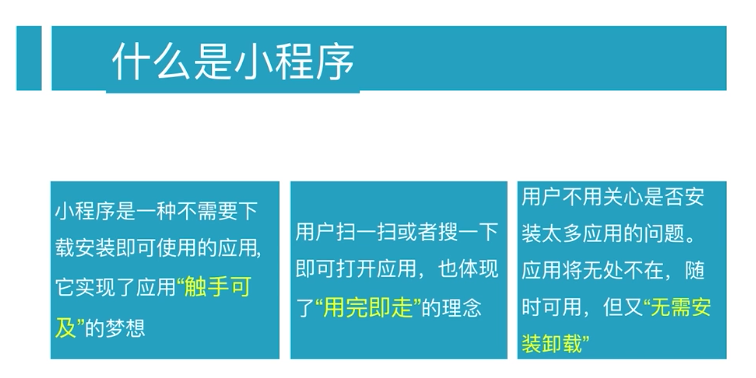 什么是小程序
小程序是一种不需要下
载安装即可使用的应用,
它实现了应用“触手可
及”的梦想
用户扫一扫或者搜一下
即可打开应用，也体现
了“用完即走”的理念
用户不用关心是否安
装太多应用的问题。
应用将无处不在，随
时可用，但又“无需安
装卸载”